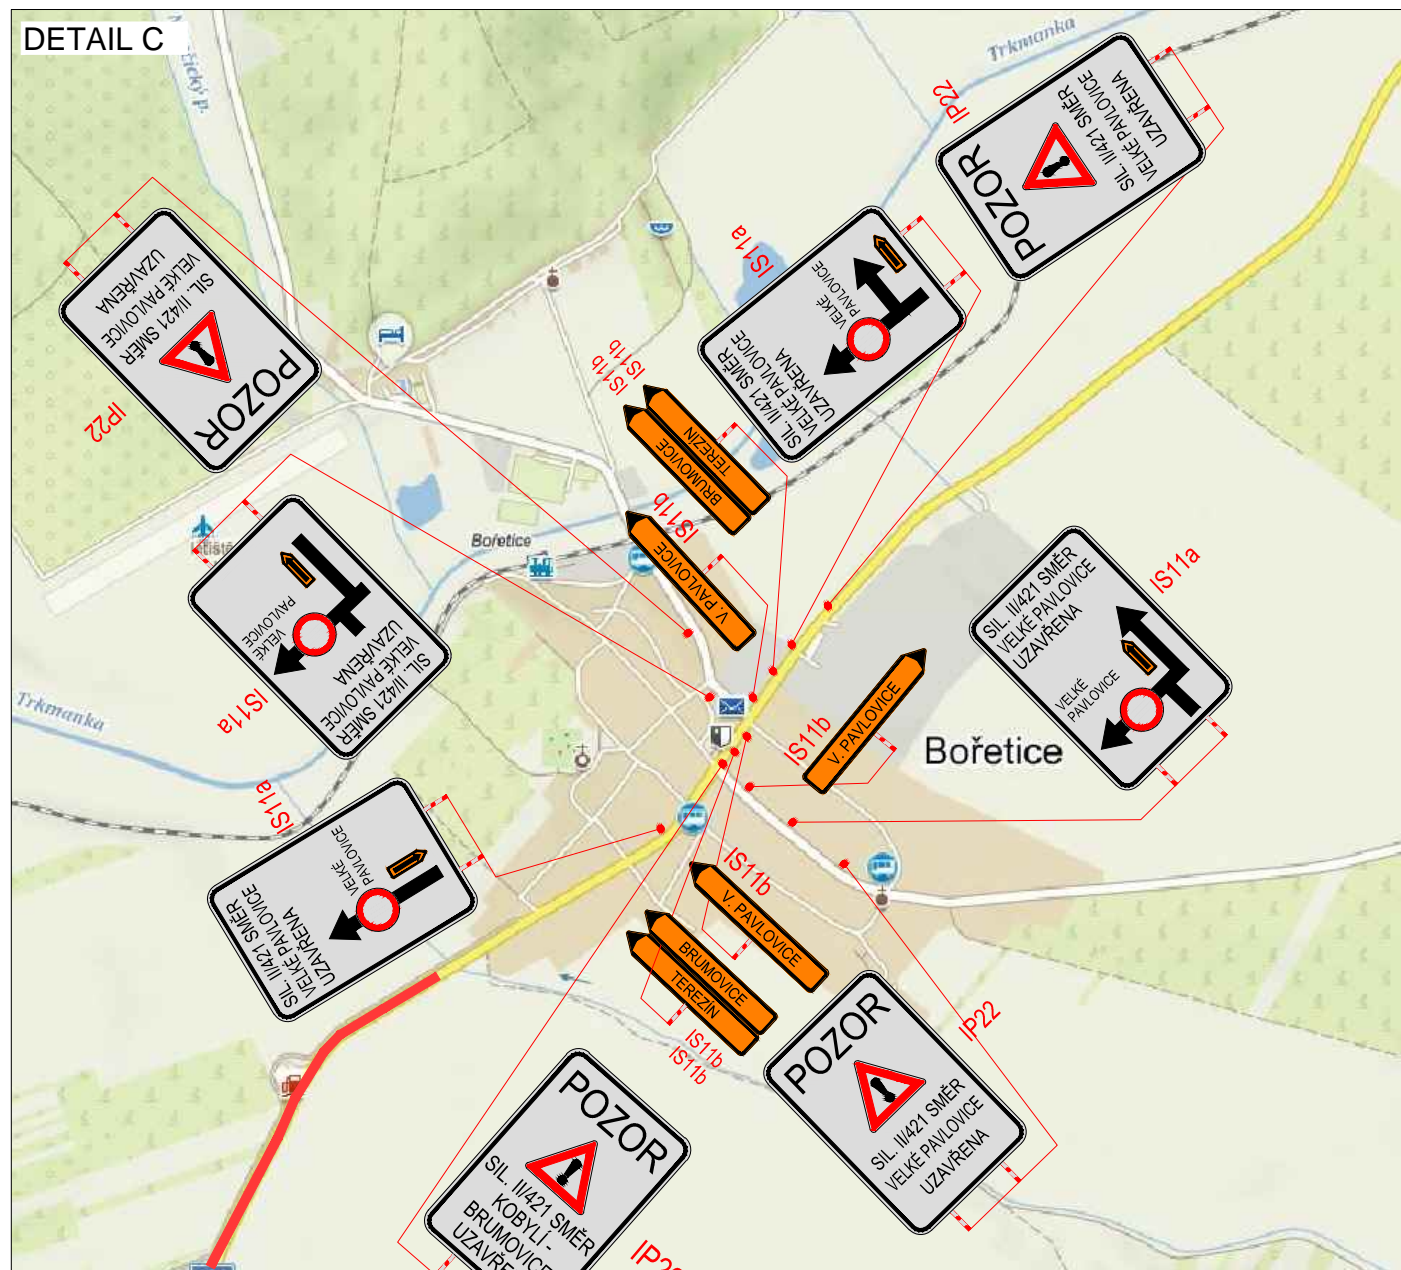 DETAIL C
Trkmanka
IP22
POZOR
SIL. II/421 SMĚR
VELKÉ PAVLOVICE
UZAVŘENA
IS11a
VELKÉ
PAVLOVICE
SIL. II/421 SMĚR
VELKÉ PAVLOVICE
UZAVŘENA
POZOR
SIL. II/421 SMĚR
VELKÉ PAVLOVICE
UZAVŘENA
IP22
IS11b
IS11b
TEREZÍN
BRUMOVICE
IS11b
V. PAVLOVICE
Bořetice
letiště
VELKÉ
PAVLOVICE
SIL. II/421 SMĚR
VELKÉ PAVLOVICE
UZAVŘENA
IS11a
SIL. II/421 SMĚR
VELKÉ PAVLOVICE
UZAVŘENA
VELKÉ
PAVLOVICE
IS11a
Trkmanka
IS11b
V. PAVLOVICE
Bořetice
IS11a
VELKÉ
PAVLOVICE
SIL. II/421 SMĚR
VELKÉ PAVLOVICE
UZAVŘENA
IS11b
V. PAVLOVICE
BRUMOVICE
TEREZÍN
IS11b
IS11b
POZOR
SIL. II/421 SMĚR
VELKÉ PAVLOVICE
UZAVŘENA
IP22
POZOR
SIL. II/421 SMĚR
KOBYLÍ -
BRUMOVICE